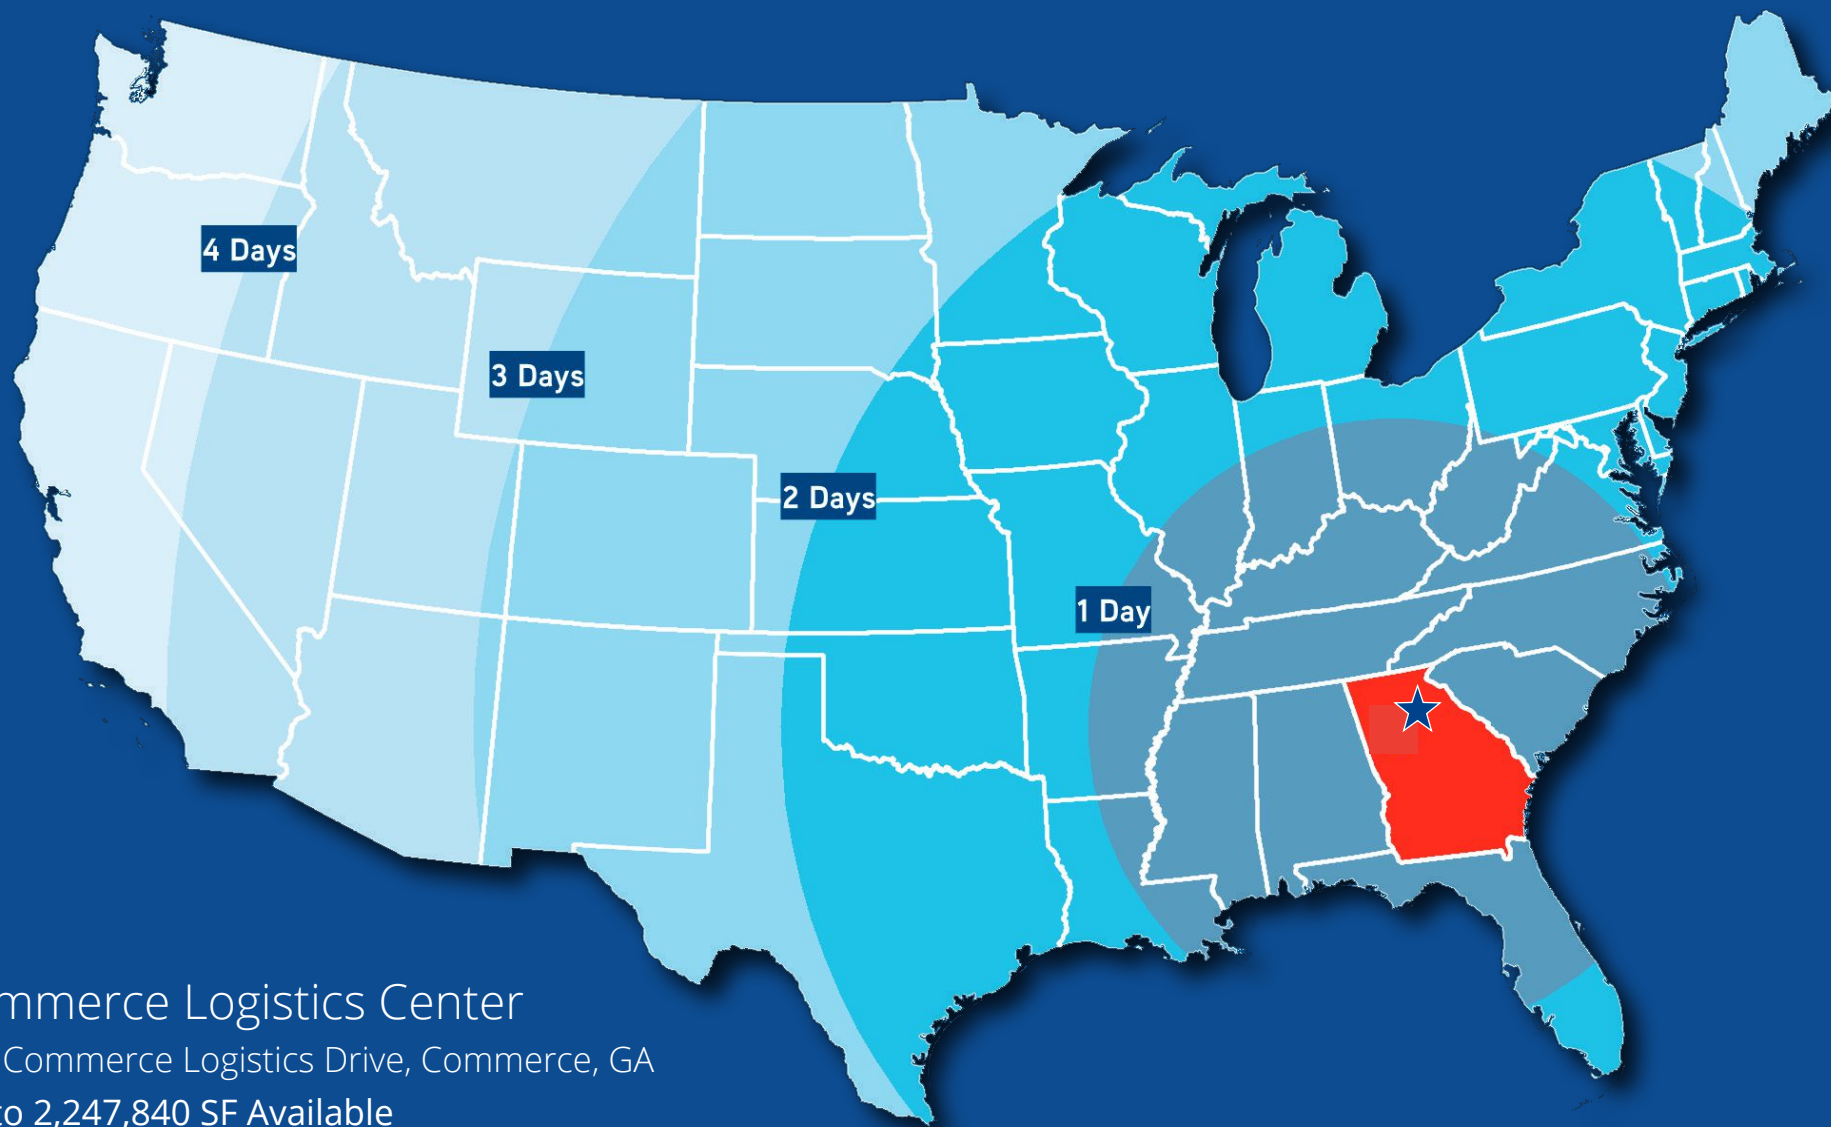 4 Days
3 Days
2 Days
1 Day
mmerce Logistics Center
Commerce Logistics Drive, Commerce, GA
to 2,247,840 SF Available